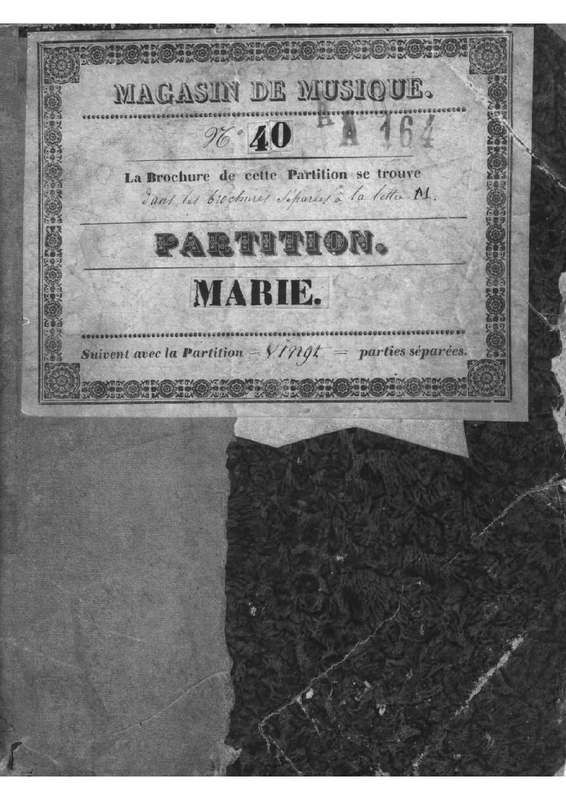 MAGASIN DE MUSIQUE.
N° 40
RA 164
La Brochure de cette Partition se trouve
dans les brochures séparées à la lettre M.
PARTITION.
MARIE.
Suivent avec la Partition = Vingt = parties séparées.